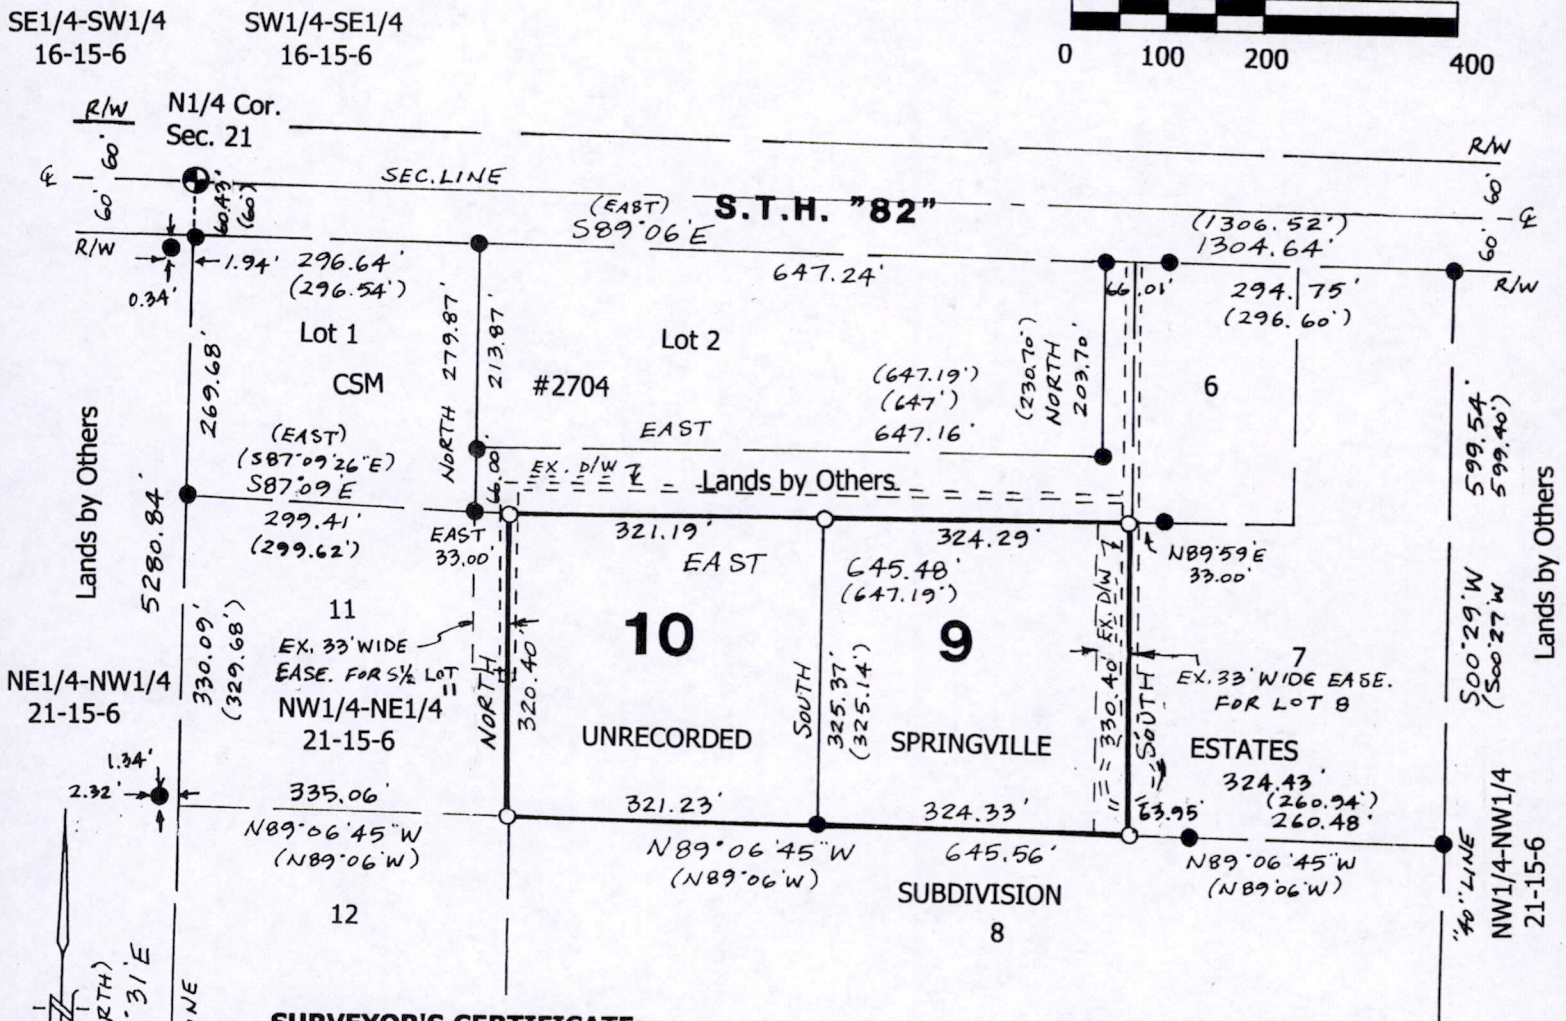 SE1/4-SW1/4
16-15-6
SW1/4-SE1/4
16-15-6
0 100 200 400
R/W
N1/4 Cor.
Sec. 21
R/W
60'
60'
60.43'
(60')
SEC. LINE
(EAST)
S89°06'E
S.T.H. "82"
(1306.52')
1304.64'
60'
60'
R/W
R/W
1.94'
0.34'
296.64'
(296.54')
647.24'
66.01'
294.75'
(296.60')
Lot 1
CSM
Lot 2
#2704
269.68'
NORTH 279.87'
213.87'
(230.70')
NORTH
203.70'
6
(647.19')
(647')
647.16'
EAST
(EAST)
(S87°09'26"E)
S87°09'E
299.41'
(299.62')
66.00'
EX. D/W
Lands by Others
Lands by Others
5280.84'
599.54'
599.40')
Lands by Others
EAST
33.00'
321.19'
EAST
324.29'
645.48'
(647.19')
N89°59'E
33.00'
11
EX. 33' WIDE
EASE. FOR S½ LOT
NW1/4-NE1/4
21-15-6
330.09'
(329.68')
NE1/4-NW1/4
21-15-6
NORTH
320.40'
10
UNRECORDED
SOUTH
325.37'
(325.14')
9
SPRINGVILLE
EX. D/W
330.40'
SOUTH
7
EX. 33' WIDE EASE.
FOR LOT 8
ESTATES
S00°29'W
(S00°27'W
1.34'
2.32'
335.06'
N89°06'45"W
(N89°06'W)
321.23'
324.33'
N89°06'45"W
(N89°06'W)
645.56'
63.95'
324.43'
(260.94')
260.48'
N89°06'45"W
(N89°06'W)
SUBDIVISION
8
12
"40" LINE
NW1/4-NW1/4
21-15-6
RTH)
°31'E
NE
SURVEYOR'S CERTIFICATE: